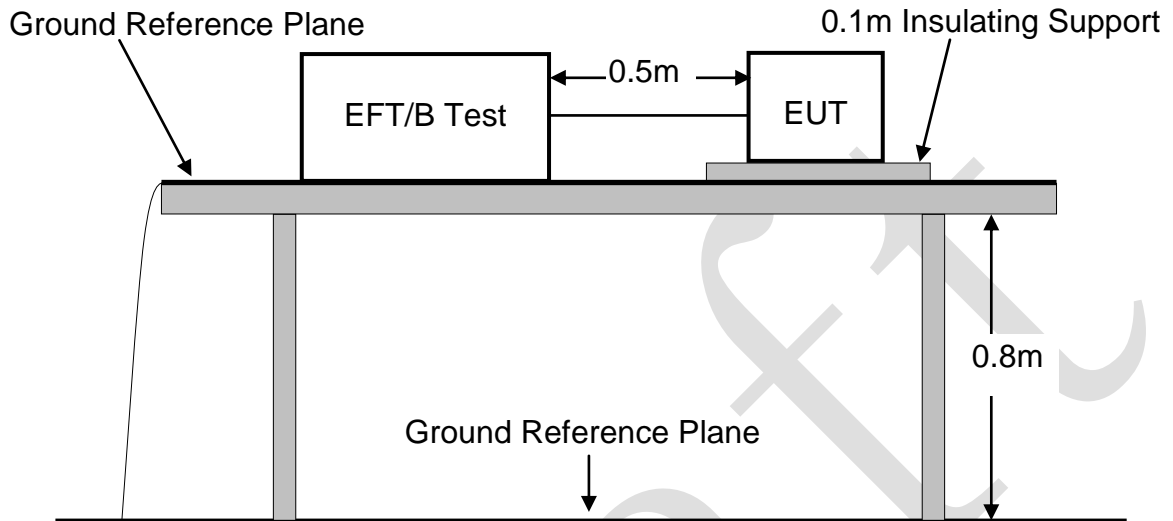 Ground Reference Plane
0.1m Insulating Support
0.5m
EFT/B Test
EUT
0.8m
Ground Reference Plane